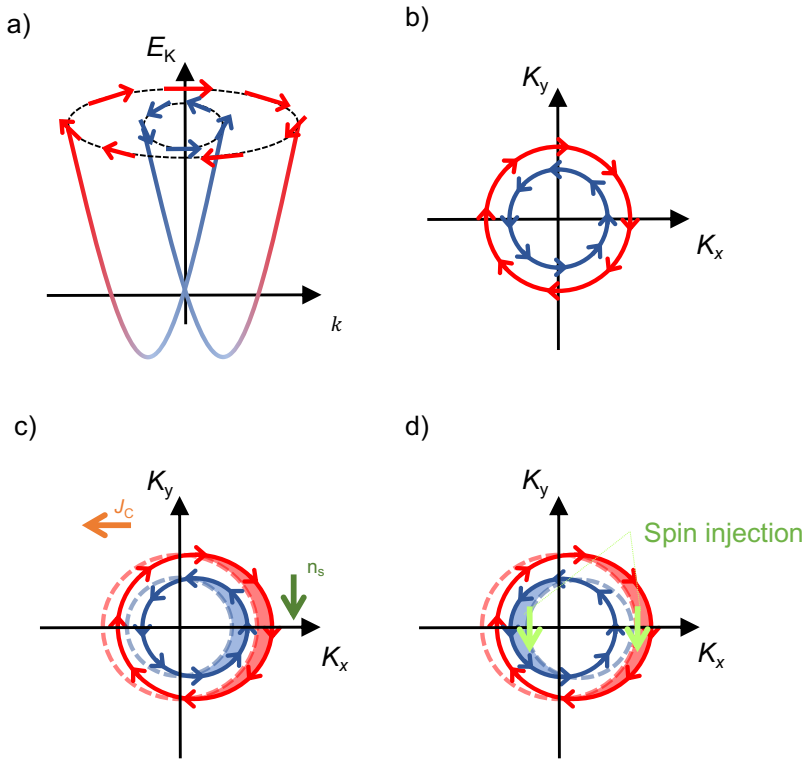 a)
E_K
k
b)
K_y
K_x
c)
K_y
J_C
n_s
K_x
d)
K_y
Spin injection
K_x